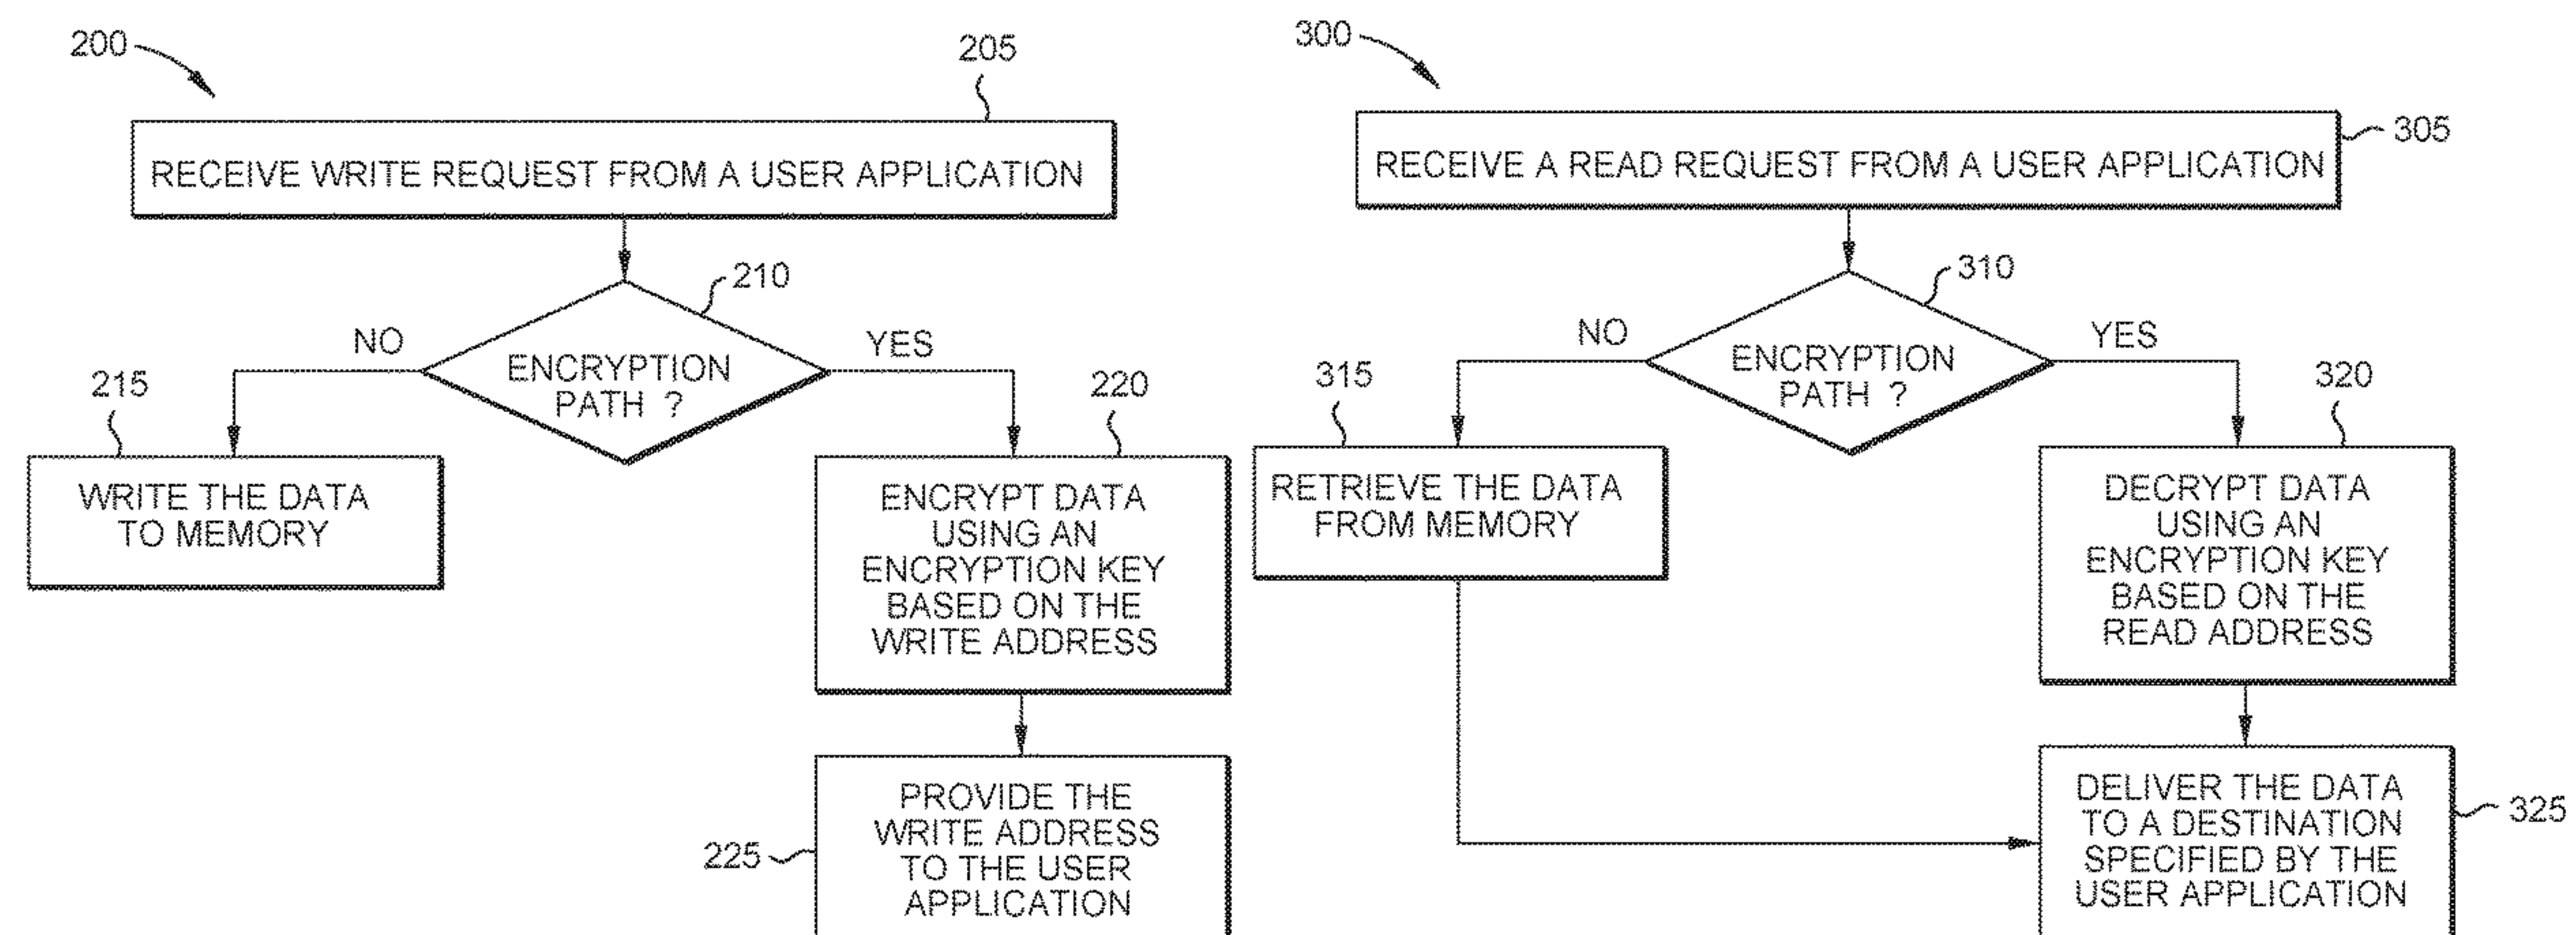 200
205
RECEIVE WRITE REQUEST FROM A USER APPLICATION
210
NO
YES
ENCRYPTION
PATH ?
215
WRITE THE DATA
TO MEMORY
220
ENCRYPT DATA
USING AN
ENCRYPTION KEY
BASED ON THE
WRITE ADDRESS
225
PROVIDE THE
WRITE ADDRESS
TO THE USER
APPLICATION
300
305
RECEIVE A READ REQUEST FROM A USER APPLICATION
310
NO
YES
ENCRYPTION
PATH ?
315
RETRIEVE THE DATA
FROM MEMORY
320
DECRYPT DATA
USING AN
ENCRYPTION KEY
BASED ON THE
READ ADDRESS
325
DELIVER THE DATA
TO A DESTINATION
SPECIFIED BY THE
USER APPLICATION